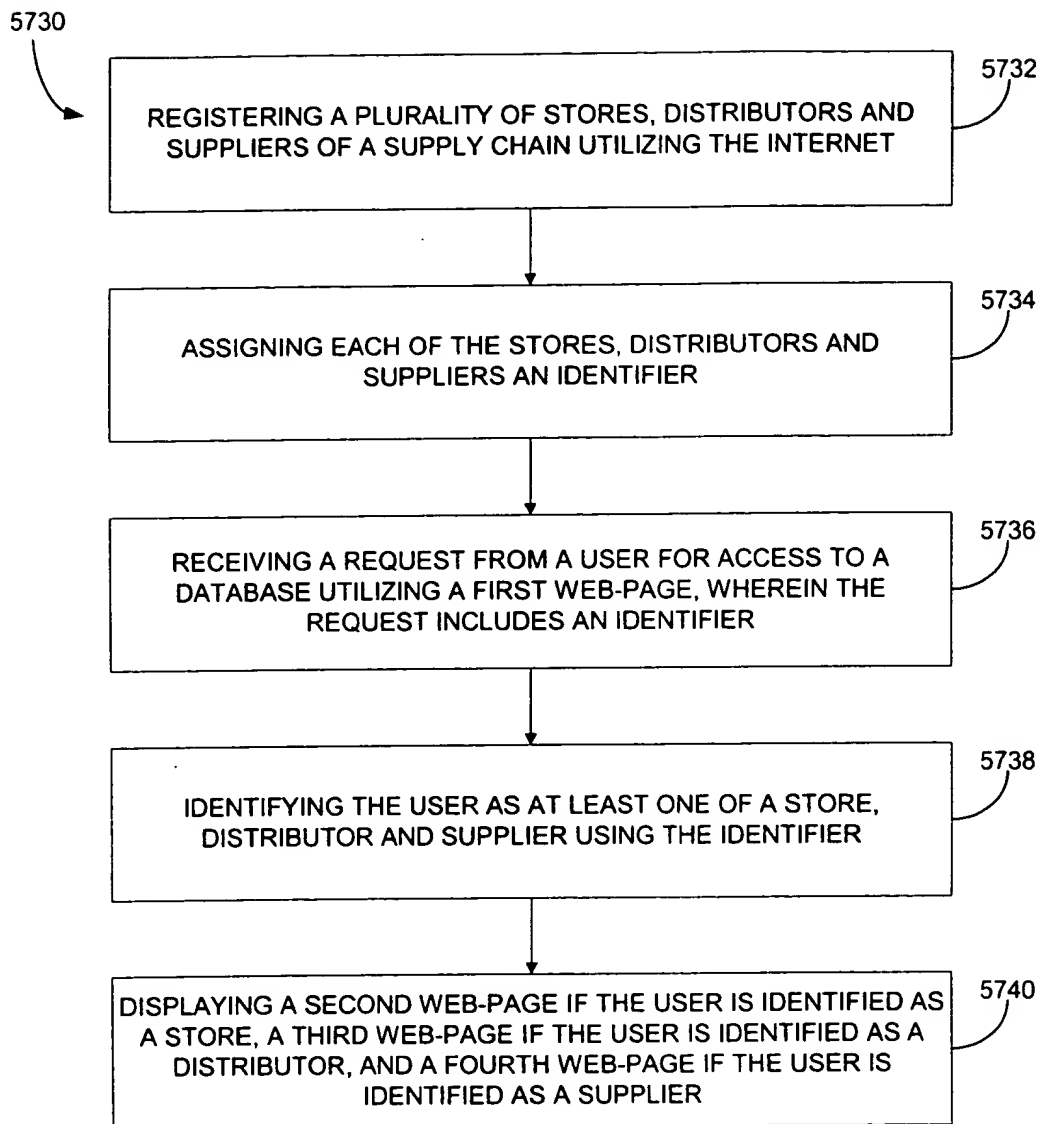 5730
5732
REGISTERING A PLURALITY OF STORES, DISTRIBUTORS AND
SUPPLIERS OF A SUPPLY CHAIN UTILIZING THE INTERNET
5734
ASSIGNING EACH OF THE STORES, DISTRIBUTORS AND
SUPPLIERS AN IDENTIFIER
5736
RECEIVING A REQUEST FROM A USER FOR ACCESS TO A
DATABASE UTILIZING A FIRST WEB-PAGE, WHEREIN THE
REQUEST INCLUDES AN IDENTIFIER
5738
IDENTIFYING THE USER AS AT LEAST ONE OF A STORE,
DISTRIBUTOR AND SUPPLIER USING THE IDENTIFIER
5740
DISPLAYING A SECOND WEB-PAGE IF THE USER IS IDENTIFIED AS
A STORE, A THIRD WEB-PAGE IF THE USER IS IDENTIFIED AS A
DISTRIBUTOR, AND A FOURTH WEB-PAGE IF THE USER IS
IDENTIFIED AS A SUPPLIER